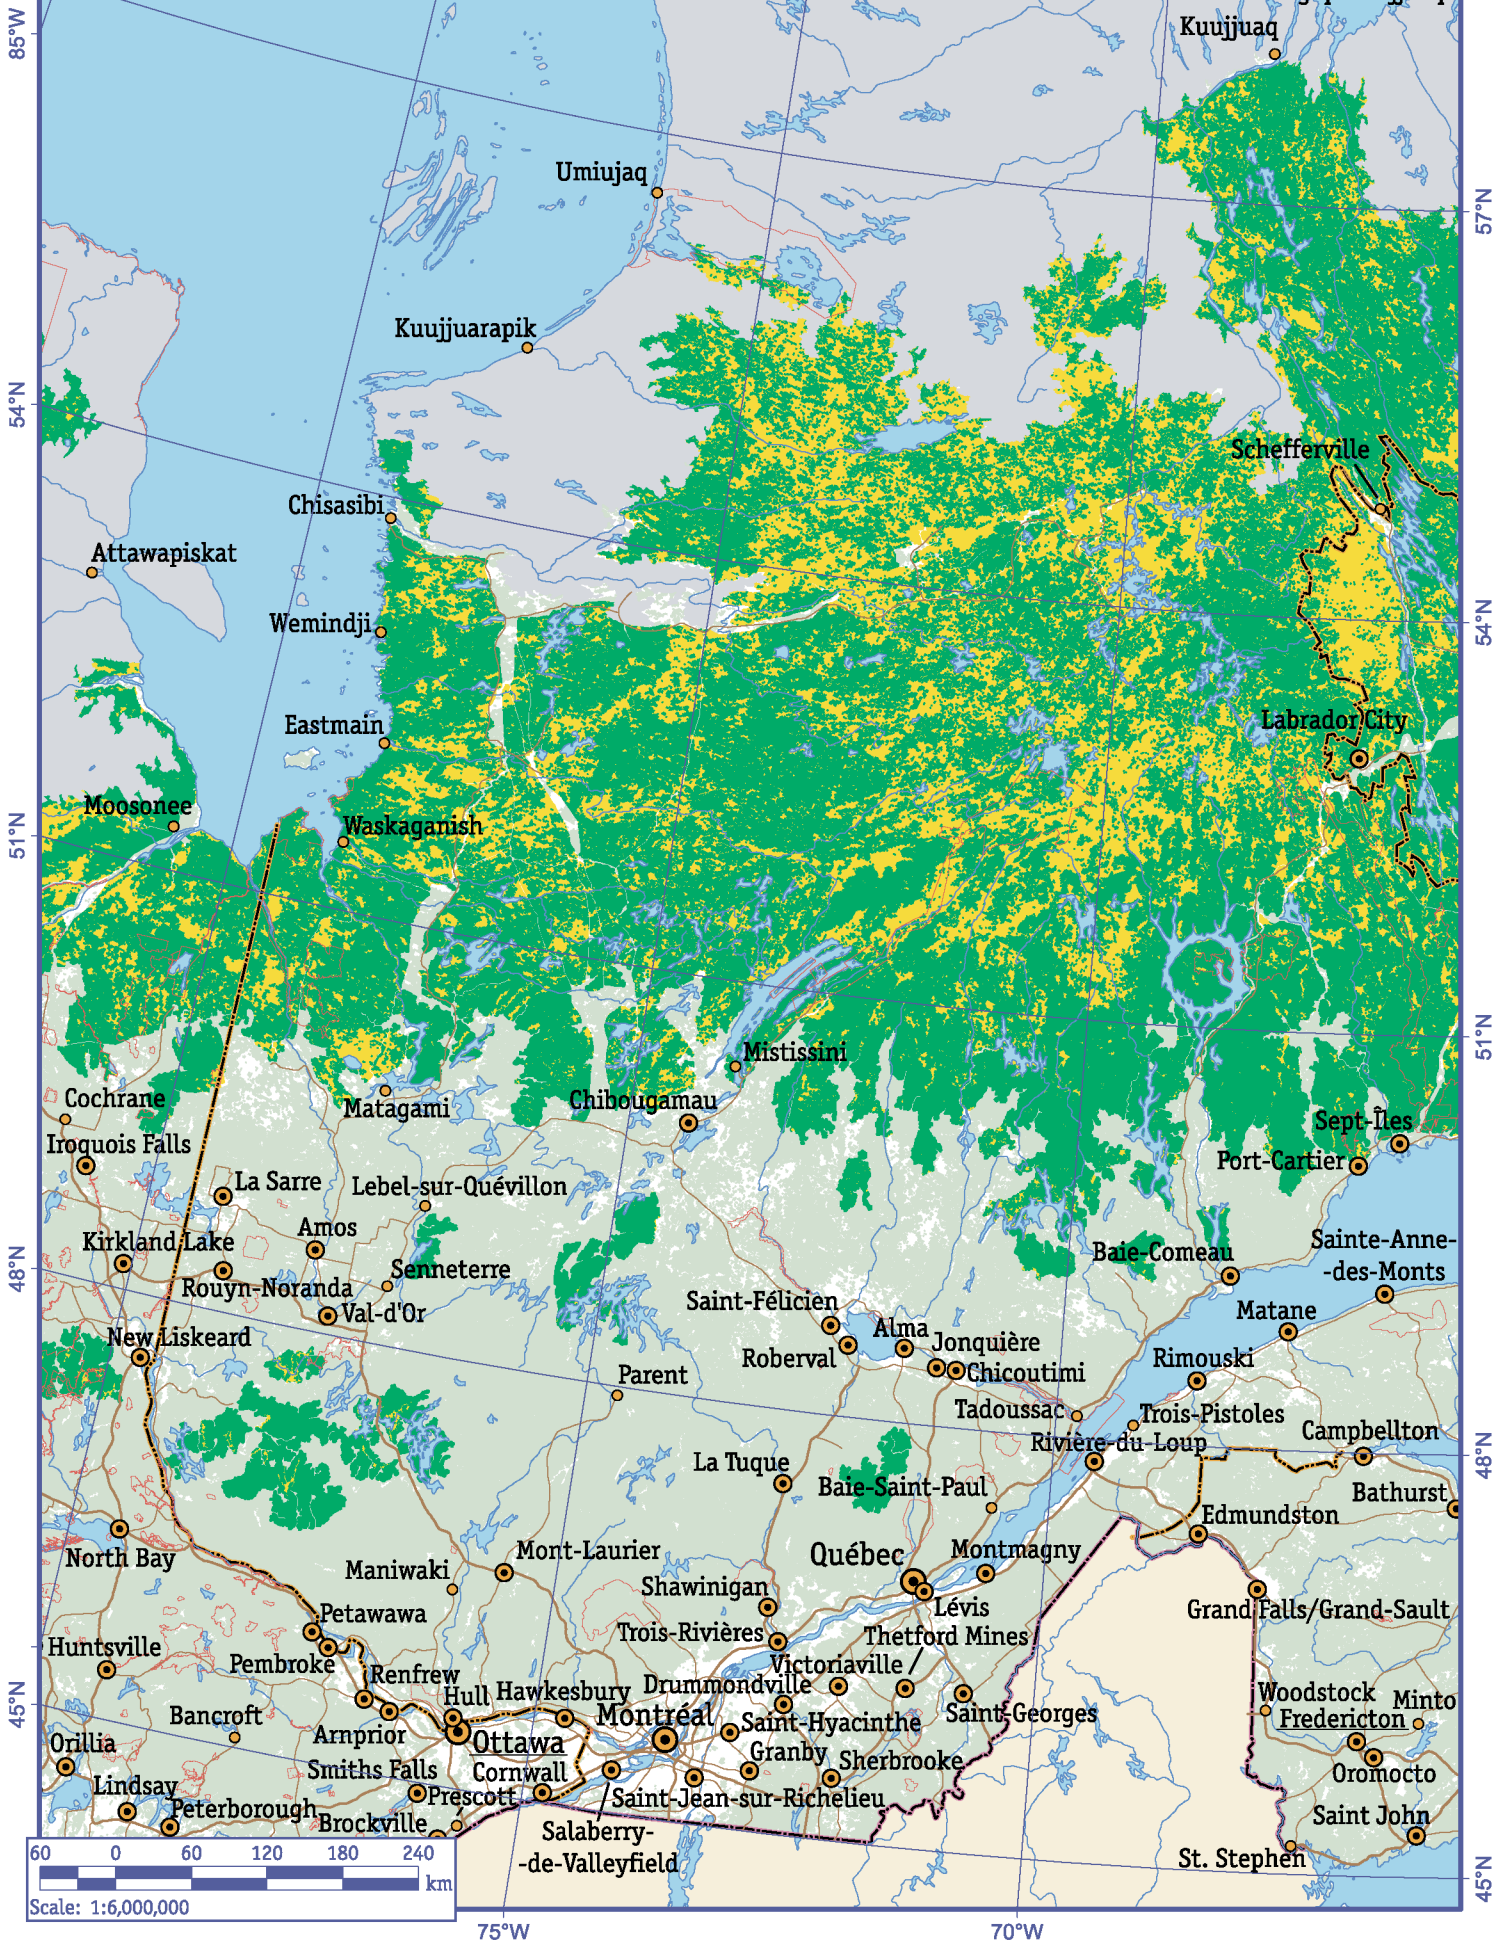 Kuujjuaq
85°W
Umiujaq
57°N
Kuujjuarapik
54°N
Schefferville
Chisasibi
Attawapiskat
Wemindji
54°N
Eastmain
Labrador City
Moosonee
Waskaganish
51°N
51°N
Mistissini
Cochrane
Matagami
Chibougamau
Sept-Îles
Iroquois Falls
Port-Cartier
La Sarre
Lebel-sur-Quévillon
Amos
Kirkland Lake
Baie-Comeau
Sainte-Anne-
-des-Monts
48°N
Senneterre
Rouyn-Noranda
Val-d'Or
Saint-Félicien
Matane
New Liskeard
Alma
Jonquière
Roberval
Rimouski
Chicoutimi
Parent
Tadoussac
Trois-Pistoles
Rivière-du-Loup
Campbellton
48°N
La Tuque
Baie-Saint-Paul
Bathurst
Edmundston
North Bay
Mont-Laurier
Québec
Montmagny
Maniwaki
Shawinigan
Lévis
Grand Falls/Grand-Sault
Petawawa
Trois-Rivières
Thetford Mines
Huntsville
Pembroke
Victoriaville
Renfrew
Drummondville
Hull
Hawkesbury
Woodstock
Minto
45°N
Bancroft
Montréal
Saint-Georges
Fredericton
Arnprior
Saint-Hyacinthe
Ottawa
Orillia
Granby
Sherbrooke
Smiths Falls
Cornwall
Oromocto
Lindsay
Prescott
Saint-Jean-sur-Richelieu
Peterborough
Brockville
Saint John
Salaberry-
-de-Valleyfield
St. Stephen
45°N
60 0 60 120 180 240
km
Scale: 1:6,000,000
75°W
70°W